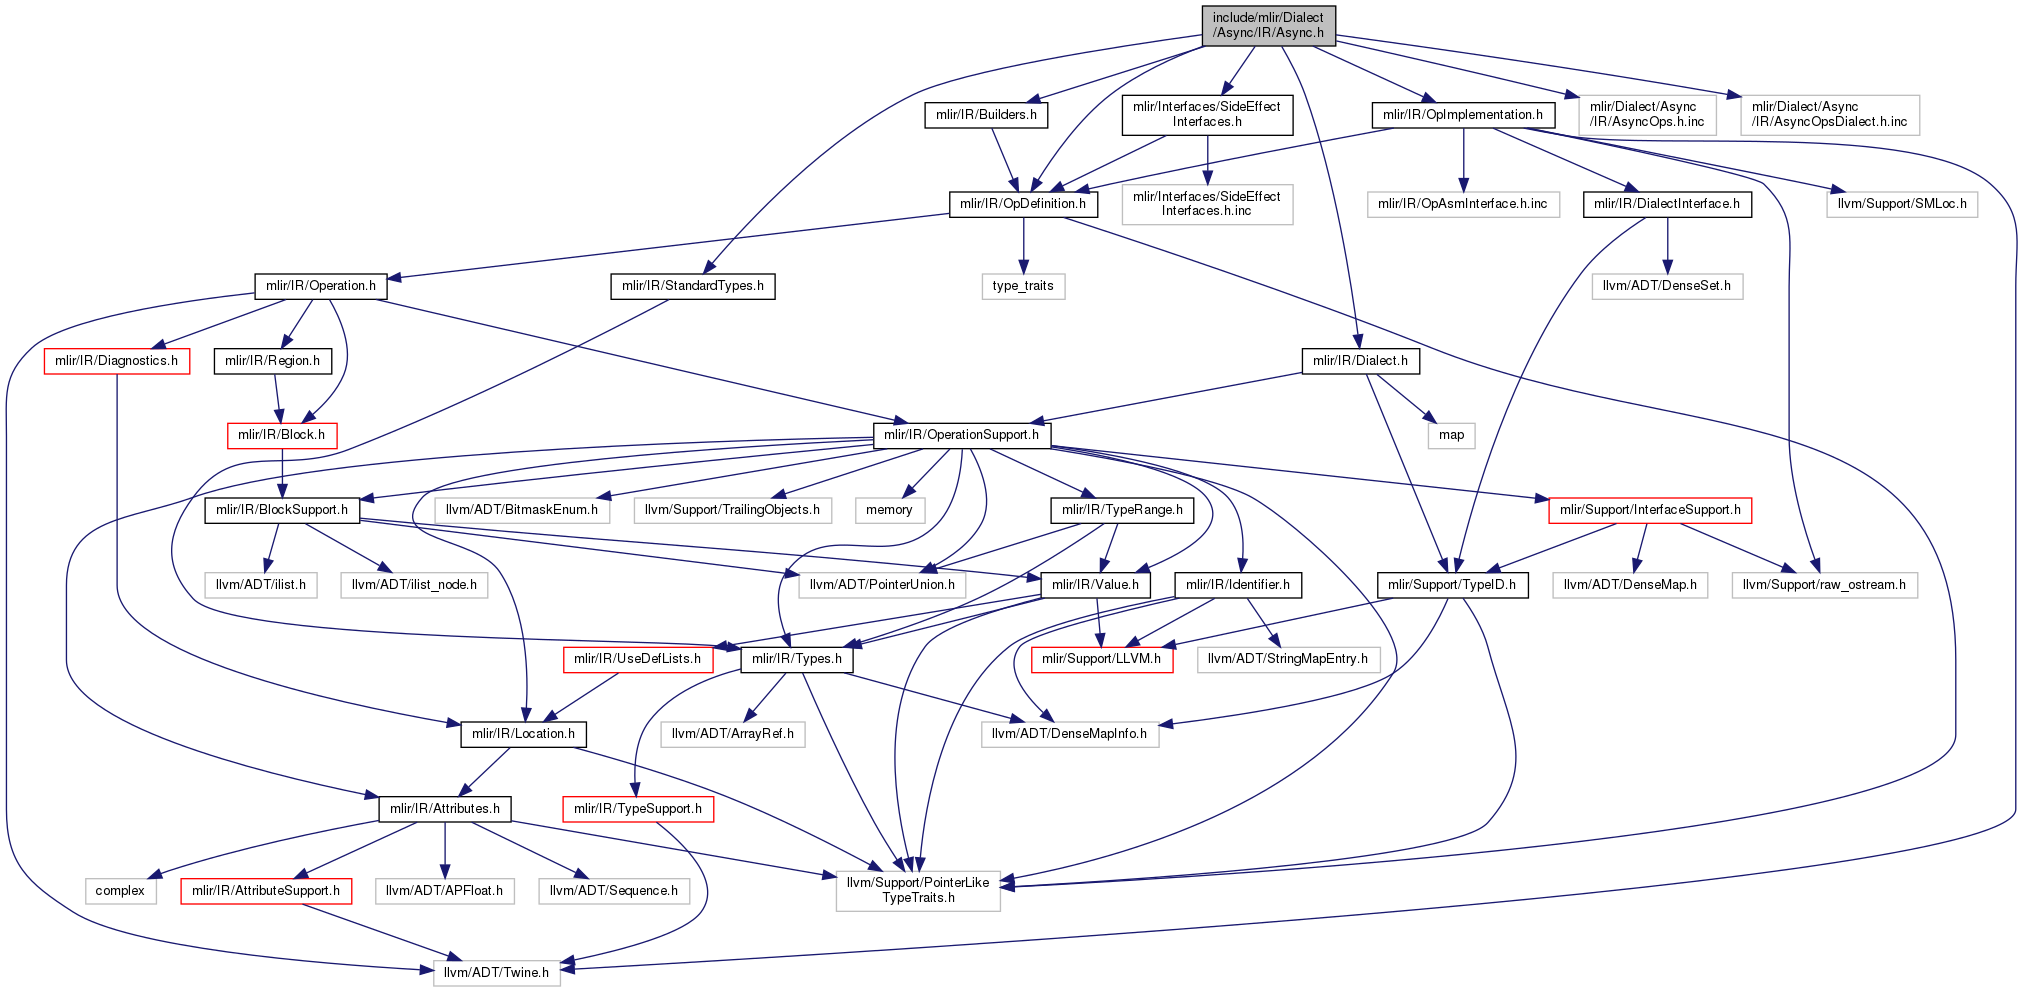 include/mlir/Dialect
/Async/IR/Async.h
mlir/IR/Builders.h
mlir/Interfaces/SideEffect
Interfaces.h
mlir/IR/OpImplementation.h
mlir/Dialect/Async
/IR/AsyncOps.h.inc
mlir/Dialect/Async
/IR/AsyncOpsDialect.h.inc
mlir/IR/OpDefinition.h
mlir/Interfaces/SideEffect
Interfaces.h.inc
mlir/IR/OpAsmInterface.h.inc
mlir/IR/DialectInterface.h
llvm/Support/SMLoc.h
mlir/IR/Operation.h
mlir/IR/StandardTypes.h
type_traits
llvm/ADT/DenseSet.h
mlir/IR/Diagnostics.h
mlir/IR/Region.h
mlir/IR/Dialect.h
mlir/IR/Block.h
mlir/IR/OperationSupport.h
map
mlir/IR/BlockSupport.h
llvm/ADT/BitmaskEnum.h
llvm/Support/TrailingObjects.h
memory
mlir/IR/TypeRange.h
mlir/Support/InterfaceSupport.h
llvm/ADT/ilist.h
llvm/ADT/ilist_node.h
llvm/ADT/PointerUnion.h
mlir/IR/Value.h
mlir/IR/Identifier.h
mlir/Support/TypeID.h
llvm/ADT/DenseMap.h
llvm/Support/raw_ostream.h
mlir/IR/UseDefLists.h
mlir/IR/Types.h
mlir/Support/LLVM.h
llvm/ADT/StringMapEntry.h
mlir/IR/Location.h
llvm/ADT/ArrayRef.h
llvm/ADT/DenseMapInfo.h
mlir/IR/Attributes.h
mlir/IR/TypeSupport.h
complex
mlir/IR/AttributeSupport.h
llvm/ADT/APFloat.h
llvm/ADT/Sequence.h
llvm/Support/PointerLike
TypeTraits.h
llvm/ADT/Twine.h